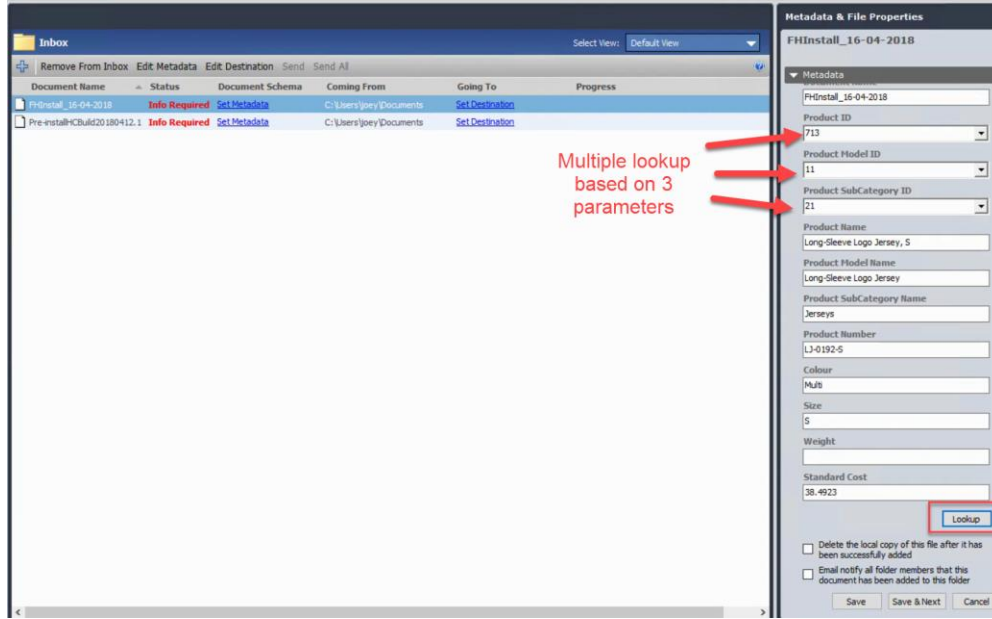 Inbox
Select View: Default View
Remove From Inbox Edit Metadata Edit Destination Send Send All
Document Name Status Document Schema Coming From Going To Progress
FHInstall_16-04-2018 Info Required Set Metadata C:\Users\joey\Documents Set Destination
Pre-installHCBuild20180412.1 Info Required Set Metadata C:\Users\joey\Documents Set Destination
Multiple lookup
based on 3
parameters
Metadata & File Properties
FHInstall_16-04-2018
Metadata
FHInstall_16-04-2018
Product ID
713
Product Model ID
11
Product SubCategory ID
21
Product Name
Long-Sleeve Logo Jersey, S
Product Model Name
Long-Sleeve Logo Jersey
Product SubCategory Name
Jerseys
Product Number
LJ-0192-S
Colour
Multi
Size
S
Weight
Standard Cost
38.4923
Lookup
Delete the local copy of this file after it has
been successfully added
Email notify all folder members that this
document has been added to this folder
Save Save & Next Cancel